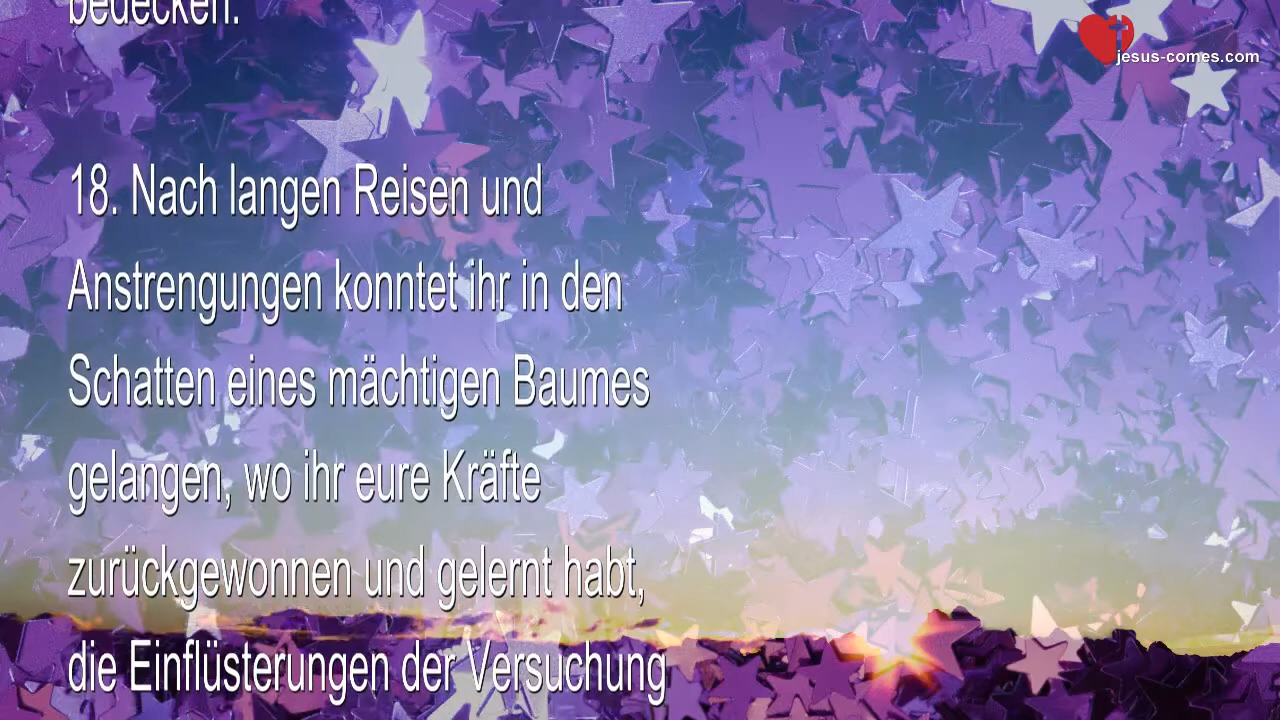 bedecken.
jesus-comes.com
18. Nach langen Reisen und
Anstrengungen konntet ihr in den
Schatten eines mächtigen Baumes
gelangen, wo ihr eure Kräfte
zurückgewonnen und gelernt habt,
die Einflüsterungen der Versuchung